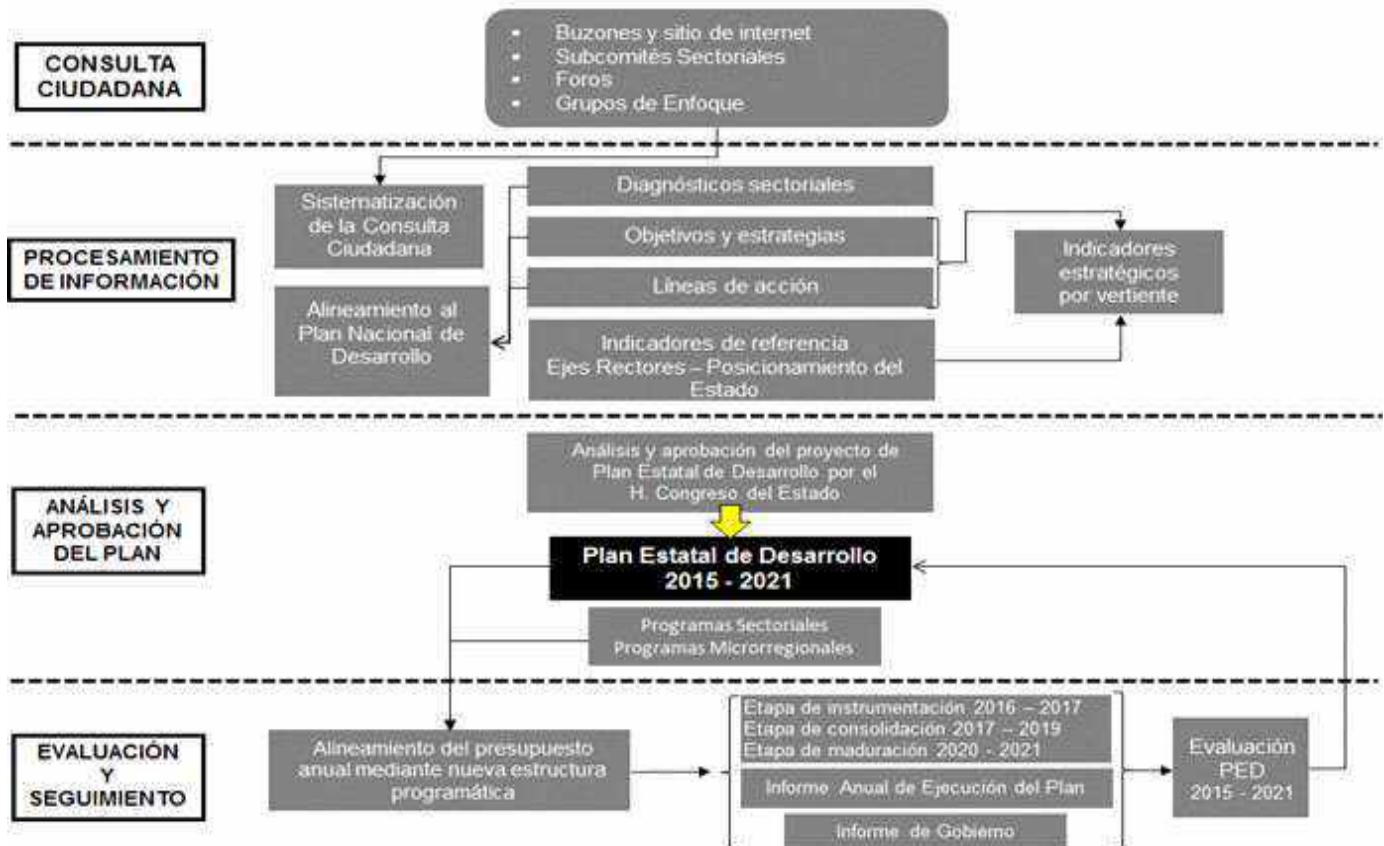 CONSULTA
CIUDADANA
Buzones y sitio de internet
Subcomités Sectoriales
Foros
Grupos de Enfoque
PROCESAMIENTO
DE INFORMACIÓN
Sistematización
de la Consulta
Ciudadana
Alineamiento al
Plan Nacional de
Desarrollo
Diagnósticos sectoriales
Objetivos y estrategias
Líneas de acción
Indicadores de referencia
Ejes Rectores – Posicionamiento del
Estado
Indicadores
estratégicos
por vertiente
ANÁLISIS Y
APROBACIÓN
DEL PLAN
Análisis y aprobación del proyecto de
Plan Estatal de Desarrollo por el
H. Congreso del Estado
Plan Estatal de Desarrollo
2015 - 2021
Programas Sectoriales
Programas Microrregionales
EVALUACIÓN
Y
SEGUIMIENTO
Alineamiento del presupuesto
anual mediante nueva estructura
programática
Etapa de instrumentación 2016 – 2017
Etapa de consolidación 2017 – 2019
Etapa de maduración 2020 - 2021
Informe Anual de Ejecución del Plan
Informe de Gobierno
Evaluación
PED
2015 - 2021